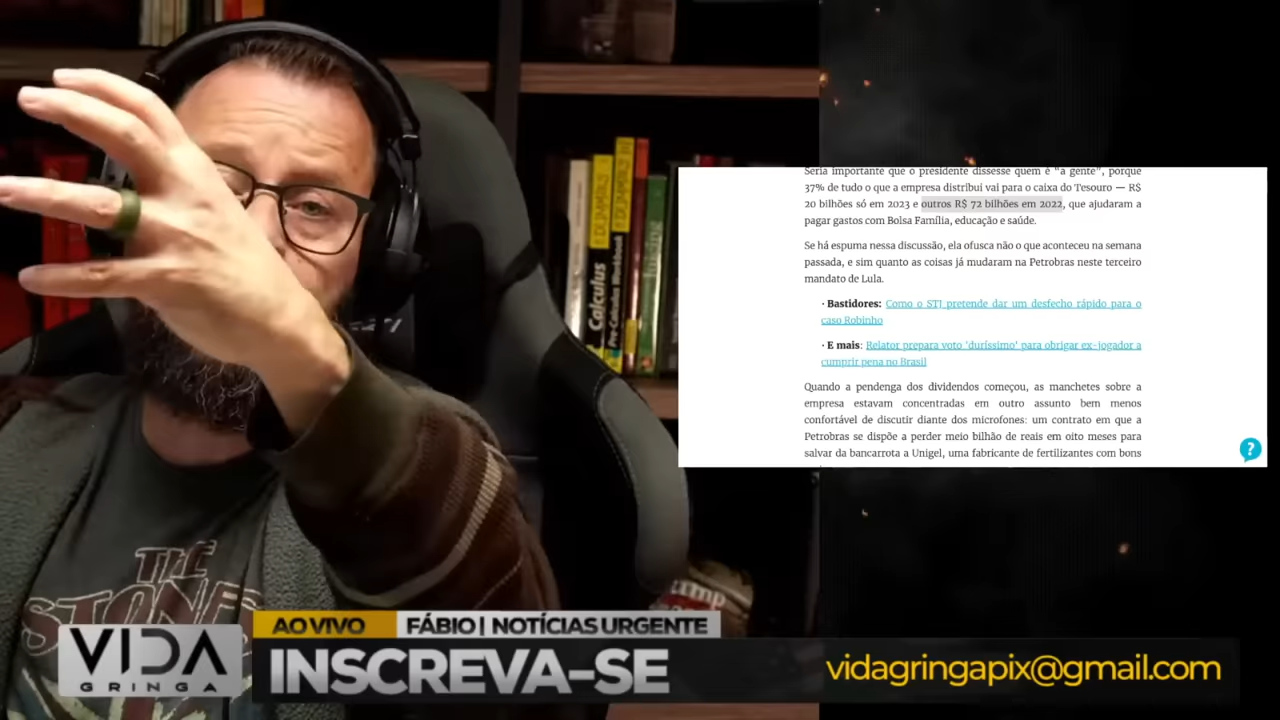 Seria importante que o presidente dissesse quem é "a gente", porque
37% de tudo o que a empresa distribui vai para o caixa do Tesouro — R$
20 bilhões só em 2023 e outros R$ 72 bilhões em 2022, que ajudaram a
pagar gastos com Bolsa Família, educação e saúde.
Se há espuma nessa discussão, ela ofusca não o que aconteceu na semana
passada, e sim quanto as coisas já mudaram na Petrobras neste terceiro
mandato de Lula.
· Bastidores: Como o STJ pretende dar um desfecho rápido para o
caso Robinho
· E mais: Relator prepara voto 'duríssimo' para obrigar ex-jogador a
cumprir pena no Brasil
Quando a pendenga dos dividendos começou, as manchetes sobre a
empresa estavam concentradas em outro assunto bem menos
confortável de discutir diante dos microfones: um contrato em que a
Petrobras se dispõe a perder meio bilhão de reais em oito meses para
salvar da bancarrota a Unigel, uma fabricante de fertilizantes com bons
?
Calculus
Pre-Calculus Workbook
DUMMIES
THE
STONE
AO VIVO
FÁBIO | NOTÍCIAS URGENTE
VIDA
GRINGA
INSCREVA-SE
vidagringapix@gmail.com